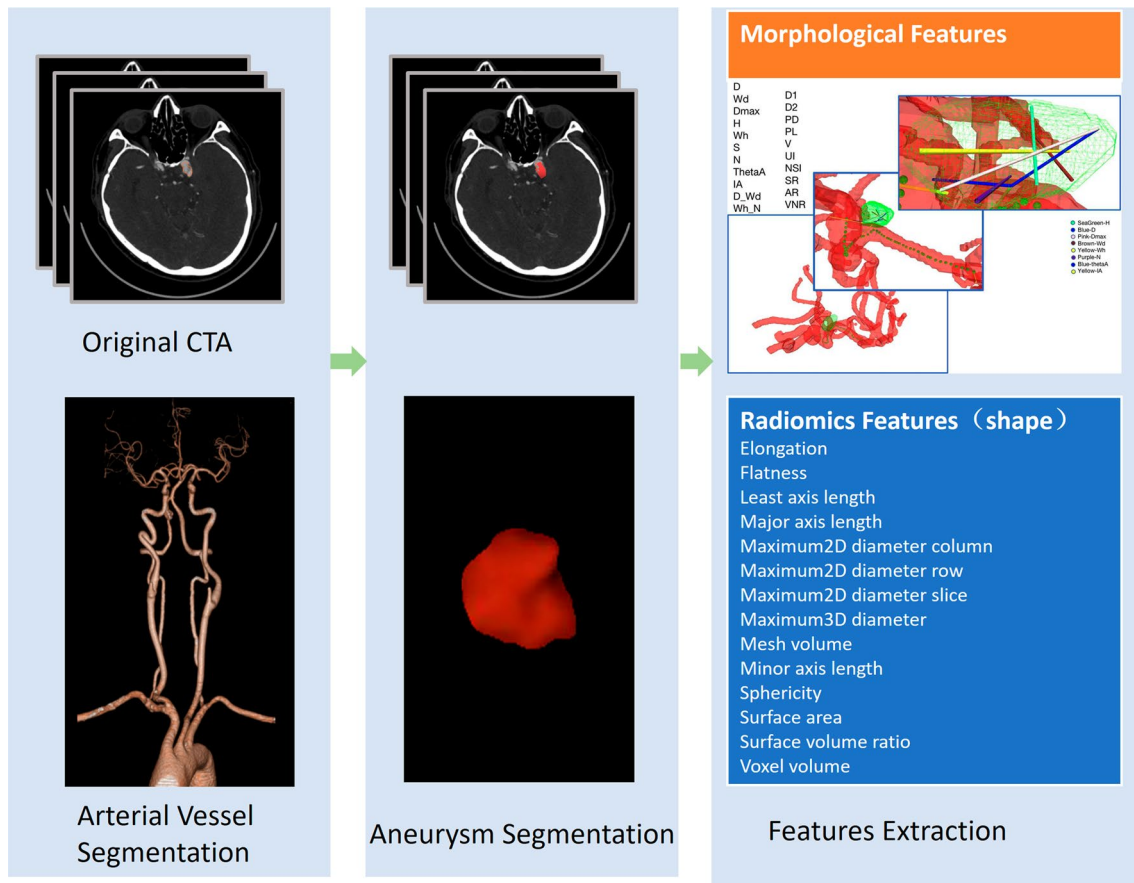 Original CTA
Arterial Vessel
Segmentation
Aneurysm Segmentation
Morphological Features
D
Wd
Dmax
H
Wh
S
N
ThetaA
IA
D_Wd
Wh_N
D1
D2
PD
PL
V
UI
NSI
SR
AR
VNR
SeaGreen-H
Blue-D
Pink-Dmax
Brown-Wd
Yellow-Wh
Purple-N
Blue-thetaA
Yellow-IA
Radiomics Features（shape）
Elongation
Flatness
Least axis length
Major axis length
Maximum2D diameter column
Maximum2D diameter row
Maximum2D diameter slice
Maximum3D diameter
Mesh volume
Minor axis length
Sphericity
Surface area
Surface volume ratio
Voxel volume
Features Extraction